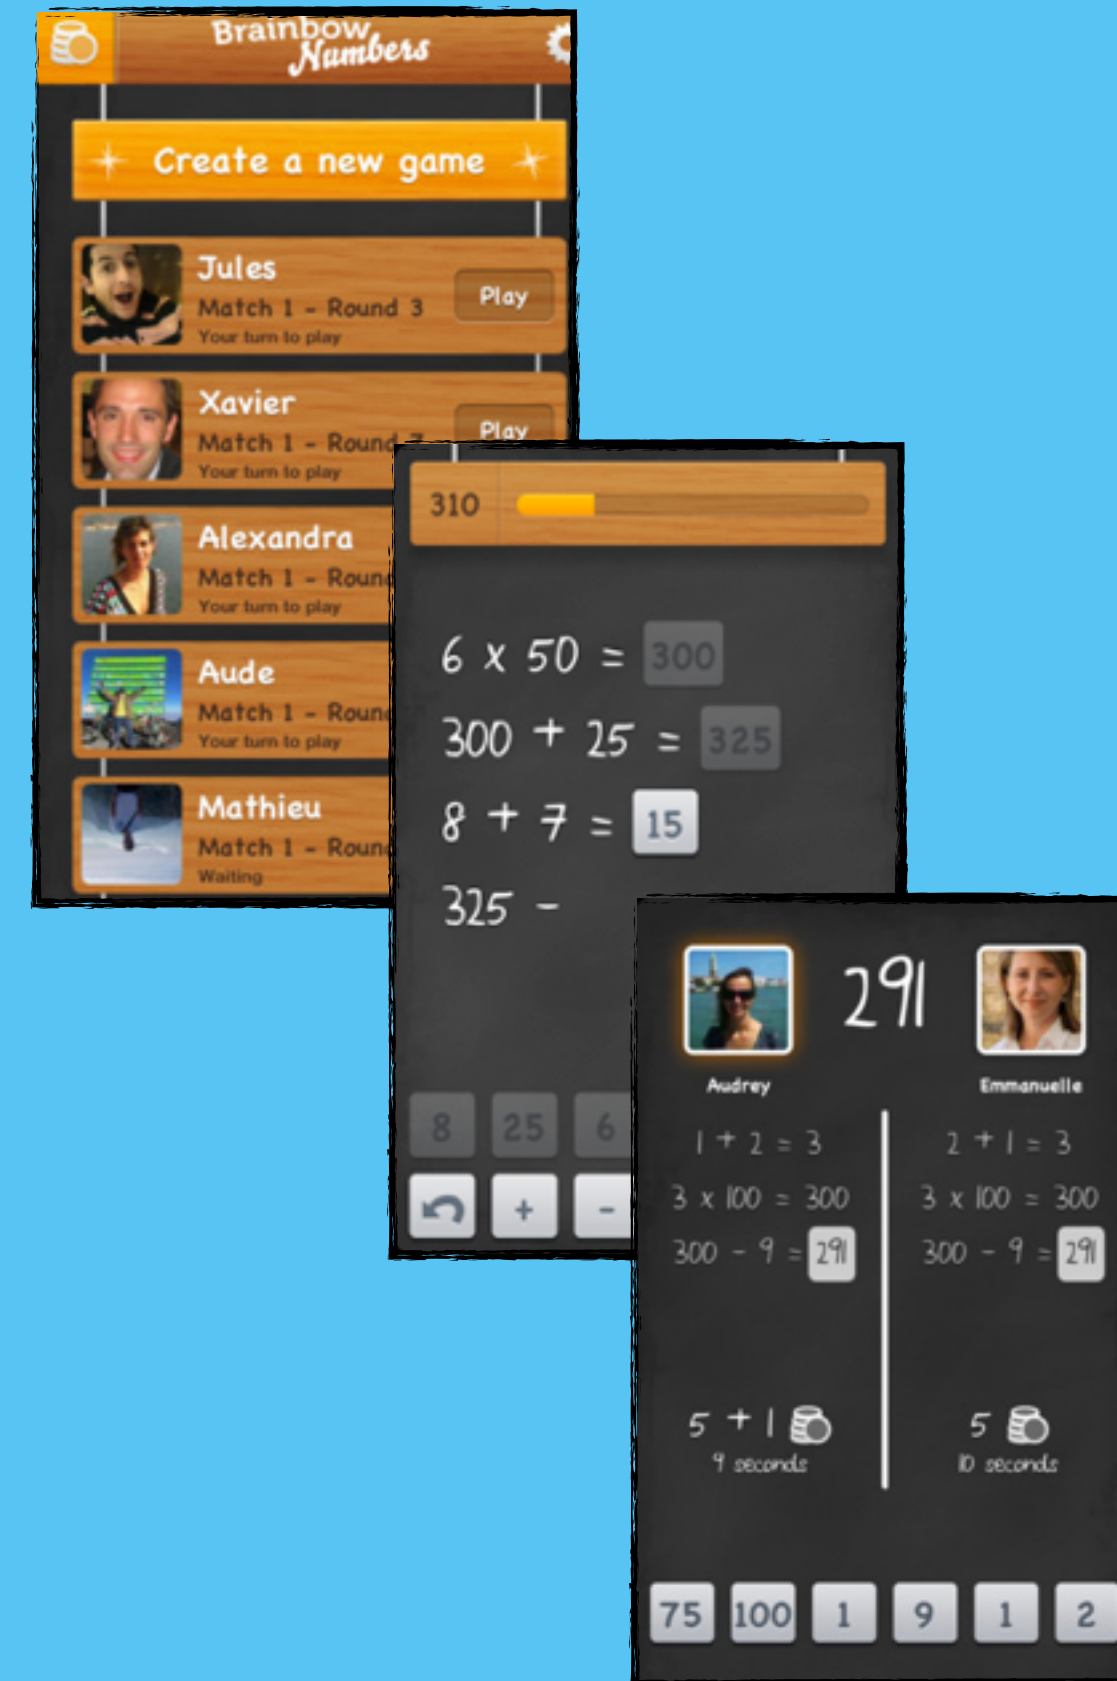 Brainbow
Numbers
Create a new game
Jules
Match 1 - Round 3
Your turn to play
Play
Xavier
Match 1 - Round 7
Your turn to play
Play
Alexandra
Match 1 - Round
Your turn to play
Aude
Match 1 - Round
Your turn to play
Mathieu
Match 1 - Round
Waiting
310
6 x 50 = 300
300 + 25 = 325
8 + 7 = 15
325 -
8 25 6
+ -
291
Audrey Emmanuelle
1 + 2 = 3 2 + 1 = 3
3 x 100 = 300 3 x 100 = 300
300 - 9 = 291 300 - 9 = 291
5 + 1 5
9 seconds 10 seconds
75 100 1 9 1 2